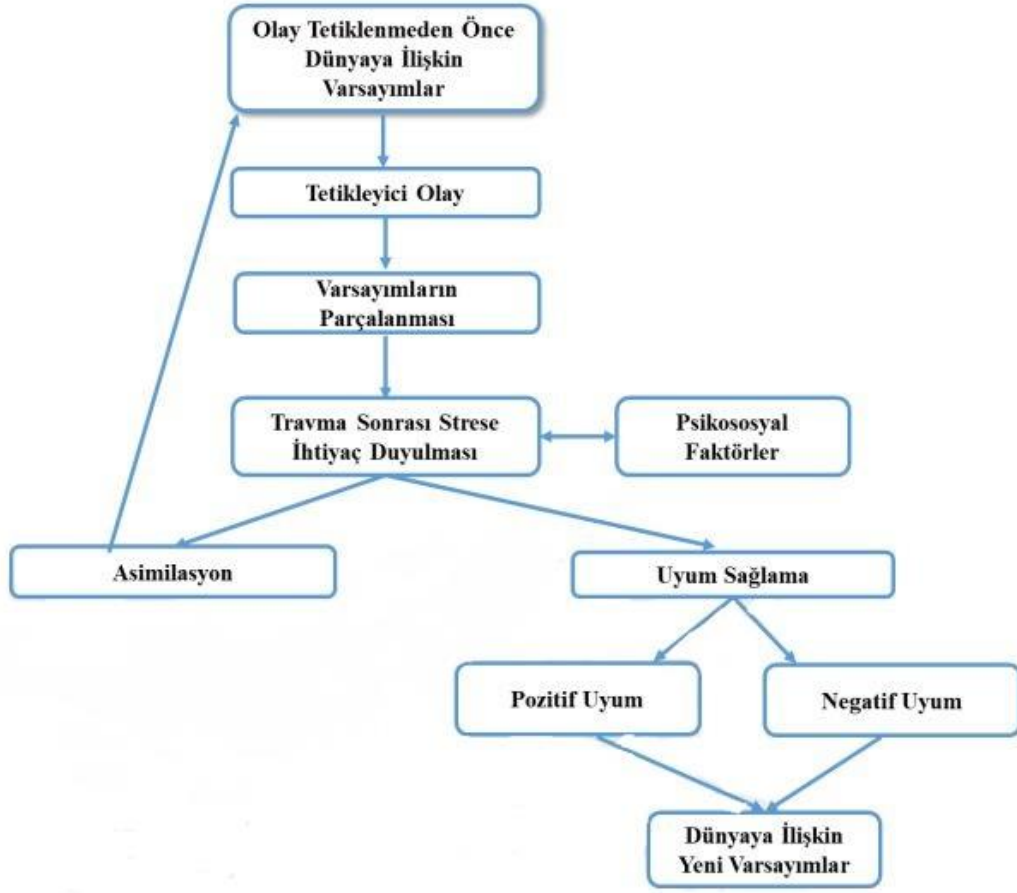 Olay Tetiklenmeden Önce
Dünyaya İlişkin
Varsayımlar
Tetikleyici Olay
Varsayımların
Parçalanması
Travma Sonrası Strese
İhtiyaç Duyulması
Psikososyal
Faktörler
Asimilasyon
Uyum Sağlama
Pozitif Uyum
Negatif Uyum
Dünyaya İlişkin
Yeni Varsayımlar